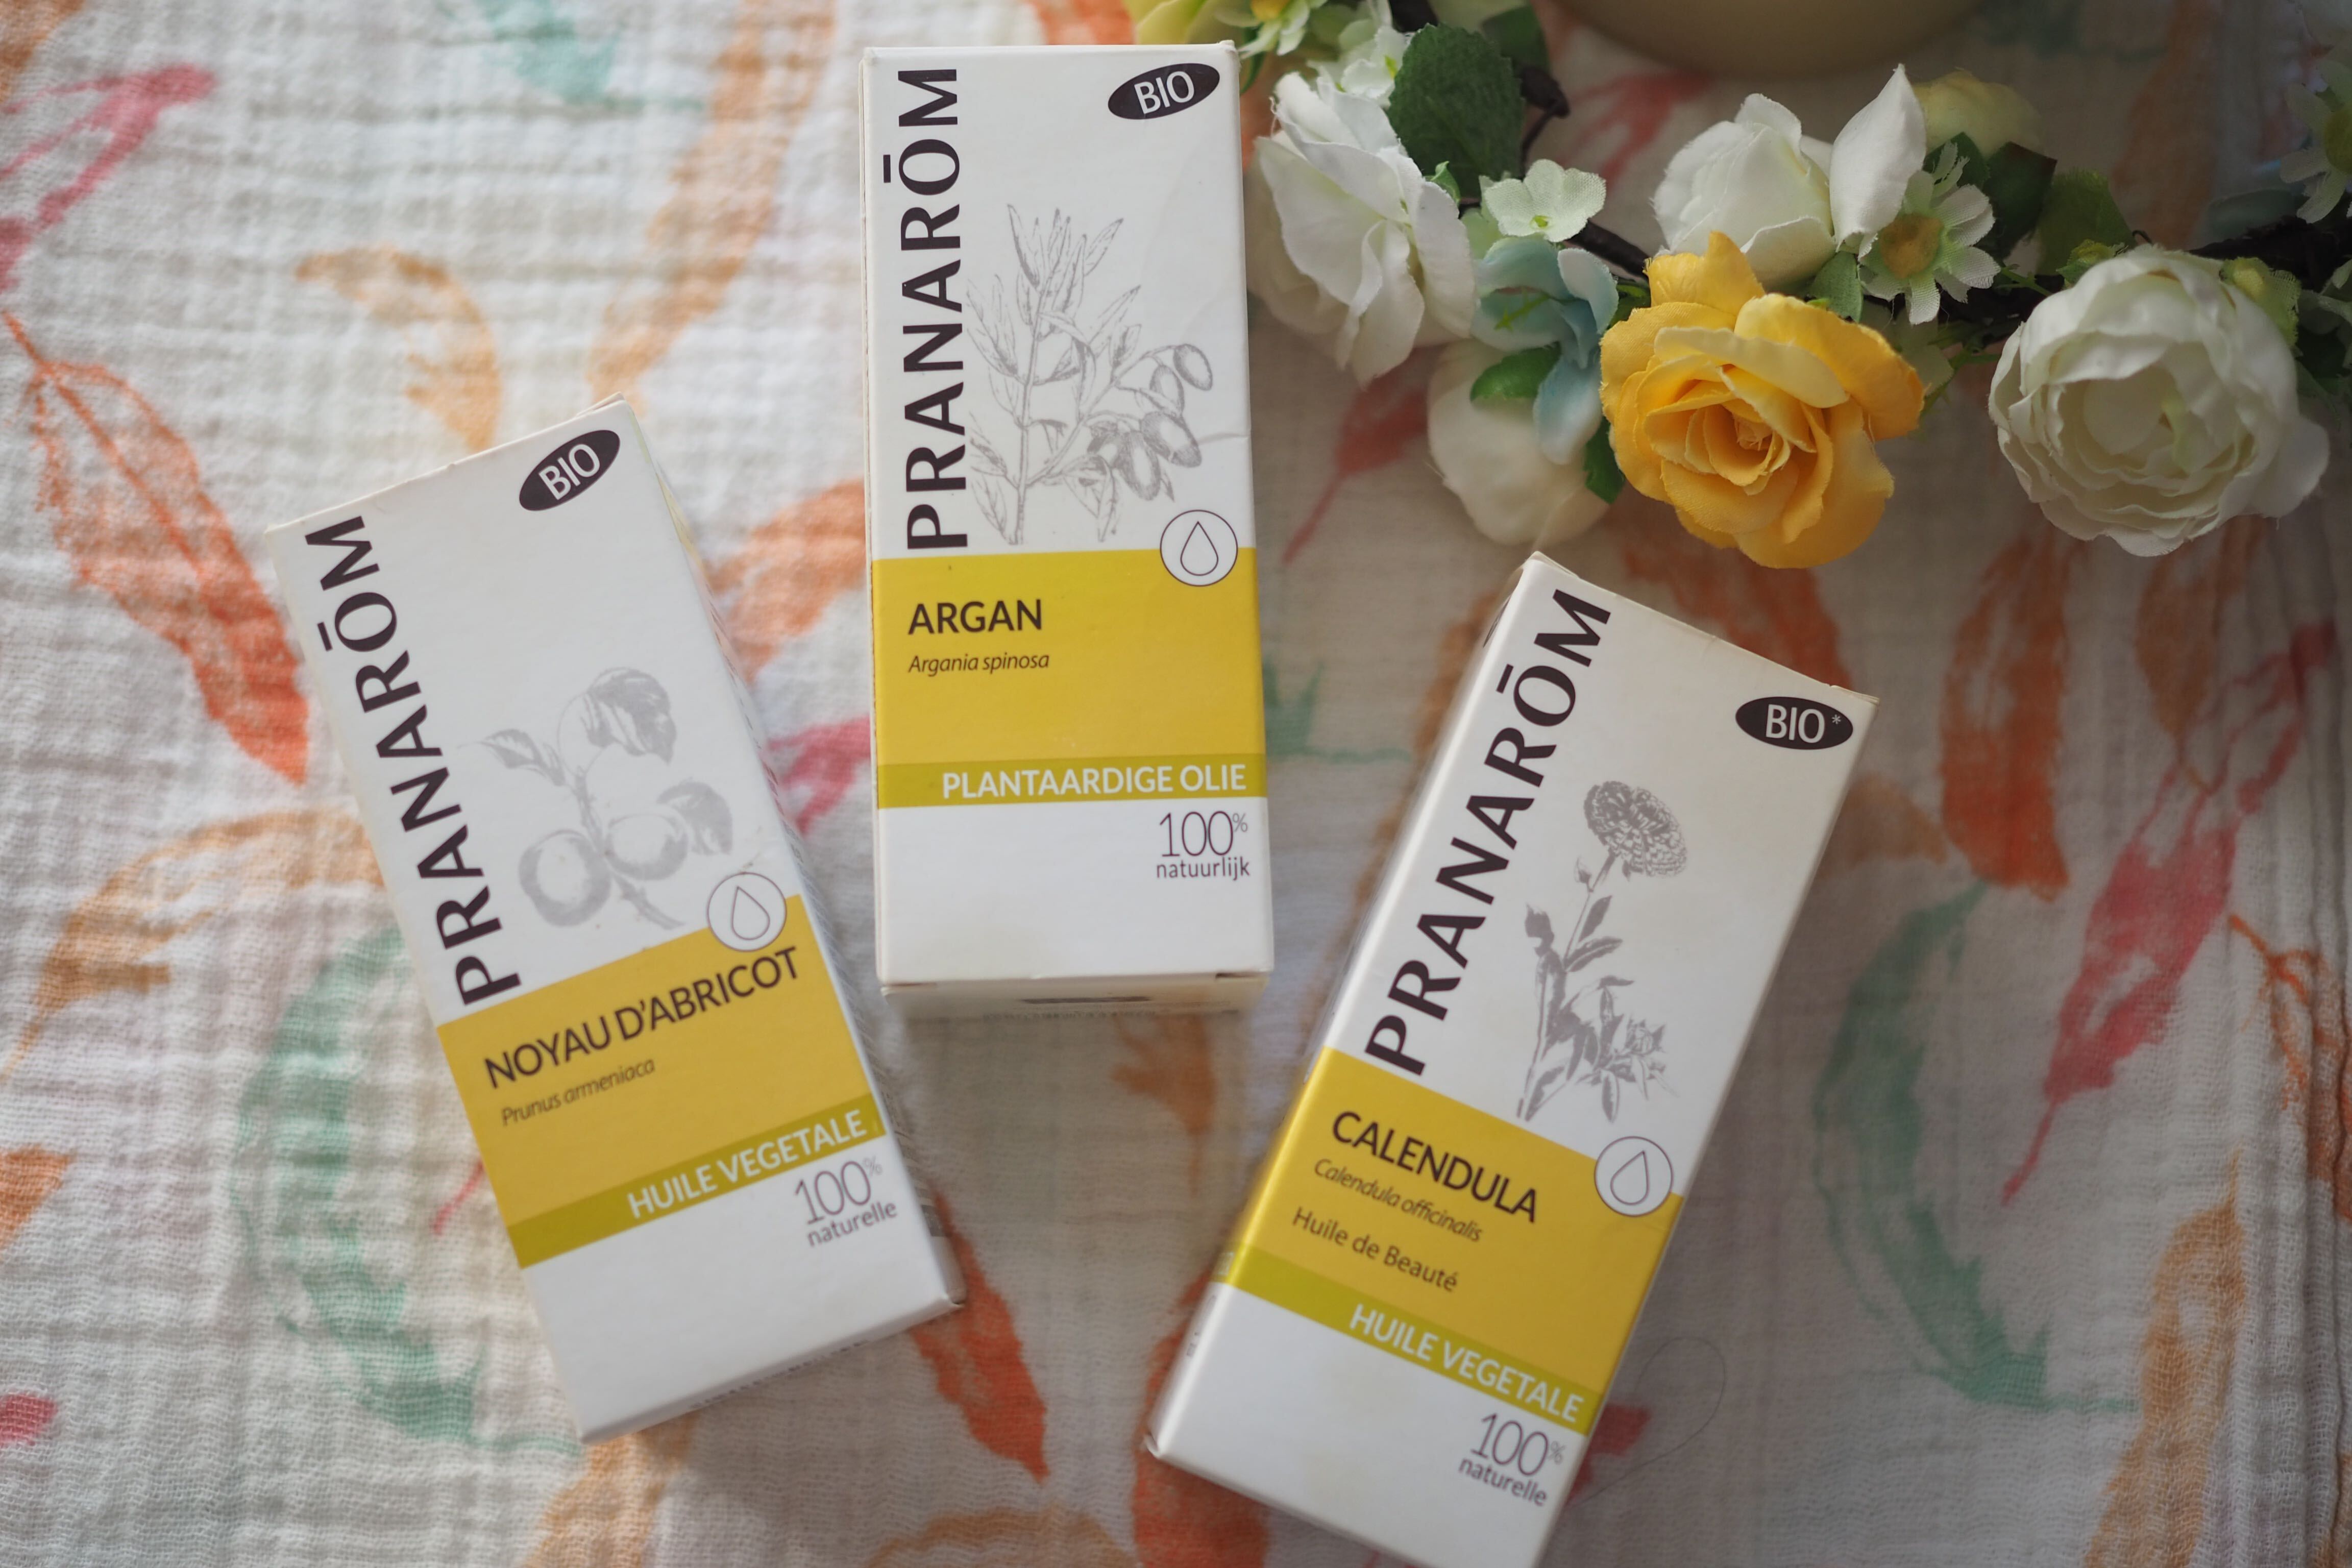 BIO
PRANARŌM
NOYAU D'ABRICOT
Prunus armeniaca
HUILE VEGETALE
100%
naturelle
BIO
PRANARŌM
ARGAN
Argania spinosa
PLANTAARDIGE OLIE
100%
natuurlijk
BIO*
PRANARŌM
CALENDULA
Calendula officinalis
Huile de Beauté
HUILE VEGETALE
100%
naturelle